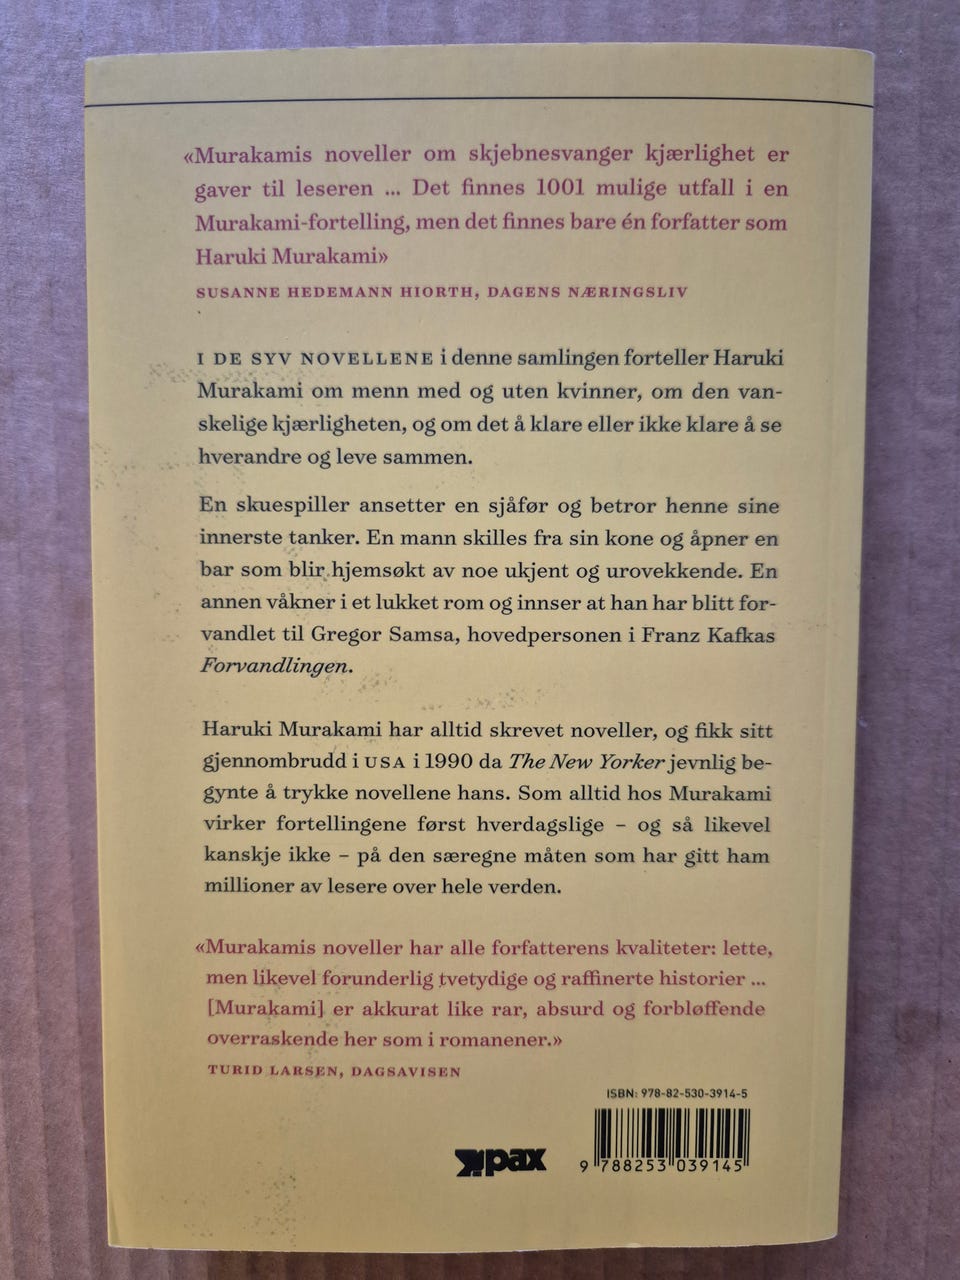 «Murakamis noveller om skjebnesvanger kjærlighet er
gaver til leseren ... Det finnes 1001 mulige utfall i en
Murakami-fortelling, men det finnes bare én forfatter som
Haruki Murakami»
SUSANNE HEDEMANN HIORTH, DAGENS NÆRINGSLIV
I DE SYV NOVELLENE i denne samlingen forteller Haruki
Murakami om menn med og uten kvinner, om den van-
skelige kjærligheten, og om det å klare eller ikke klare å se
hverandre og leve sammen.
En skuespiller ansetter en sjåfør og betror henne sine
innerste tanker. En mann skilles fra sin kone og åpner en
bar som blir hjemsøkt av noe ukjent og urovekkende. En
annen våkner i et lukket rom og innser at han har blitt for-
vandlet til Gregor Samsa, hovedpersonen i Franz Kafkas
Forvandlingen.
Haruki Murakami har alltid skrevet noveller, og fikk sitt
gjennombrudd i USA i 1990 da The New Yorker jevnlig be-
gynte å trykke novellene hans. Som alltid hos Murakami
virker fortellingene først hverdagslige – og så likevel
kanskje ikke – på den særegne måten som har gitt ham
millioner av lesere over hele verden.
«Murakamis noveller har alle forfatterens kvaliteter: lette,
men likevel forunderlig tvetydige og raffinerte historier ...
[Murakami] er akkurat like rar, absurd og forbløffende
overraskende her som i romanener.»
TURID LARSEN, DAGSAVISEN
ISBN: 978-82-530-3914-5
pax
9 788253 039145